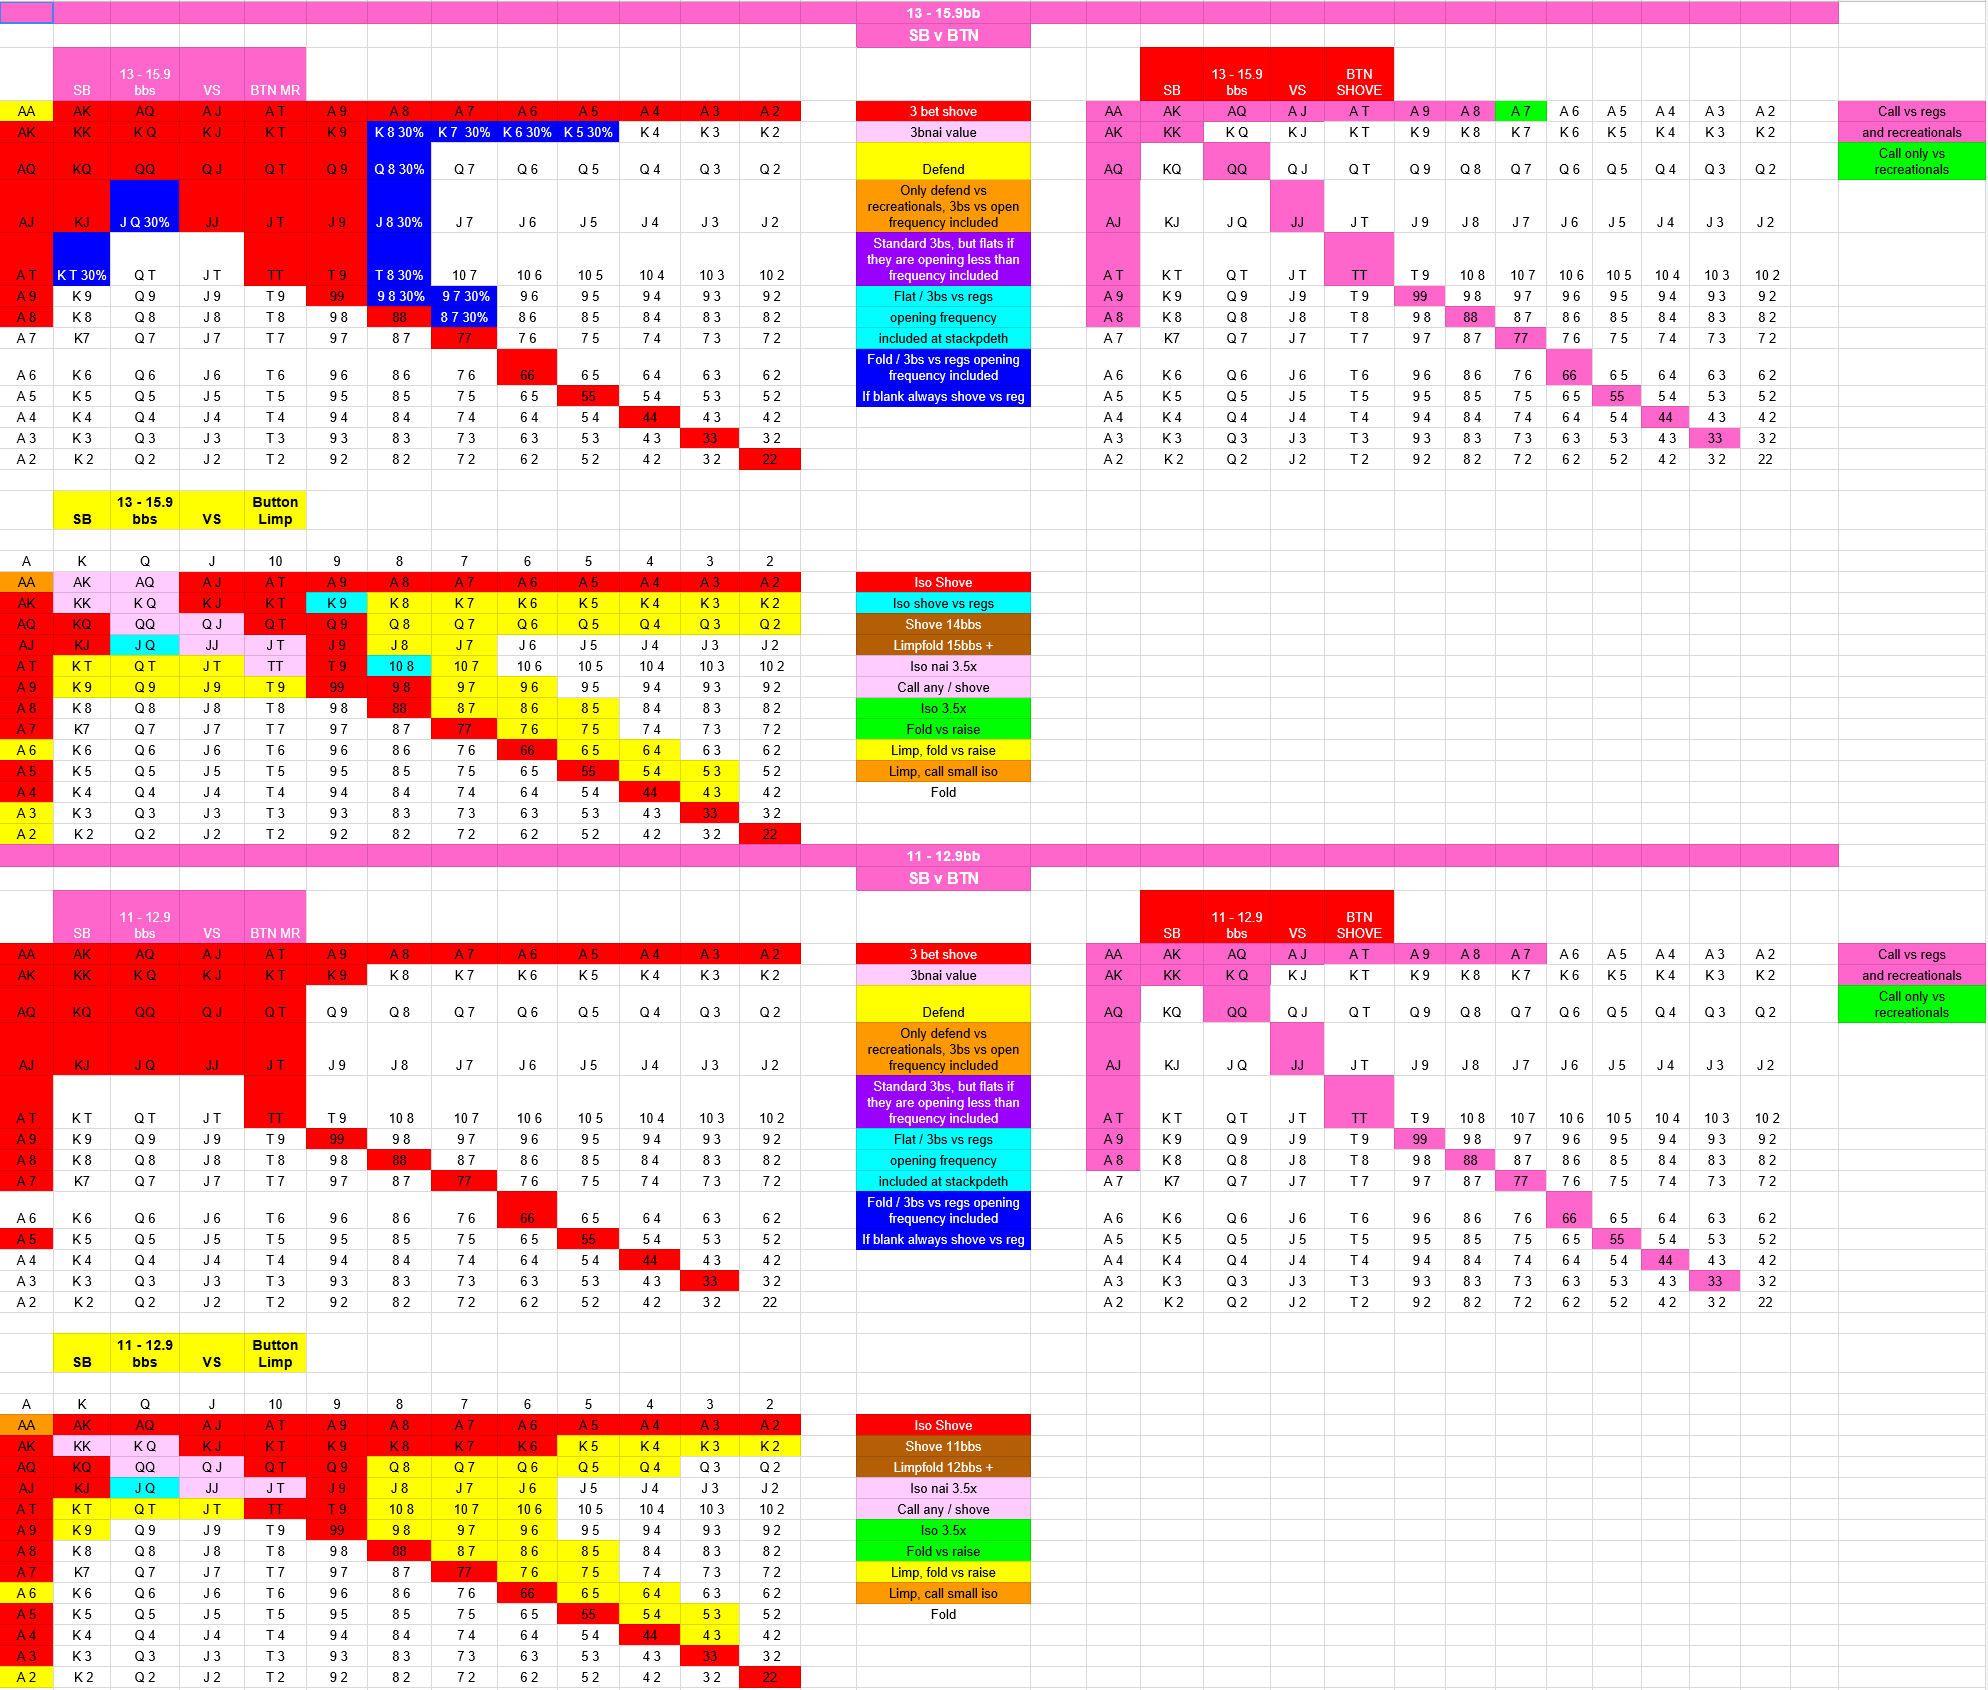 13 - 15.9bb
SB v BTN
SB 13 - 15.9 bbs VS BTN MR SB 13 - 15.9 bbs VS BTN SHOVE
AA AK AQ A J A T A 9 A 8 A 7 A 6 A 5 A 4 A 3 A 2 3 bet shove AA AK AQ A J A T A 9 A 8 A 7 A 6 A 5 A 4 A 3 A 2 Call vs regs
AK KK K Q K J K T K 9 K 8 30% K 7 30% K 6 30% K 5 30% K 4 K 3 K 2 3bnai value AK KK K Q K J K T K 9 K 8 K 7 K 6 K 5 K 4 K 3 K 2 and recreationals
AQ KQ QQ Q J Q T Q 9 Q 8 30% Q 7 Q 6 Q 5 Q 4 Q 3 Q 2 Defend AQ KQ QQ Q J Q T Q 9 Q 8 Q 7 Q 6 Q 5 Q 4 Q 3 Q 2 Call only vs recreationals
AJ KJ J Q 30% JJ J T J 9 J 8 30% J 7 J 6 J 5 J 4 J 3 J 2 Only defend vs recreationals, 3bs vs open frequency included AJ KJ J Q JJ J T J 9 J 8 J 7 J 6 J 5 J 4 J 3 J 2
A T K T 30% Q T J T TT T 9 T 8 30% 10 7 10 6 10 5 10 4 10 3 10 2 Standard 3bs, but flats if they are opening less than frequency included A T K T Q T J T TT T 9 10 8 10 7 10 6 10 5 10 4 10 3 10 2
A 9 K 9 Q 9 J 9 T 9 99 9 8 30% 9 7 30% 9 6 9 5 9 4 9 3 9 2 Flat / 3bs vs regs A 9 K 9 Q 9 J 9 T 9 99 9 8 9 7 9 6 9 5 9 4 9 3 9 2
A 8 K 8 Q 8 J 8 T 8 9 8 88 8 7 30% 8 6 8 5 8 4 8 3 8 2 opening frequency A 8 K 8 Q 8 J 8 T 8 9 8 88 8 7 8 6 8 5 8 4 8 3 8 2
A 7 K7 Q 7 J 7 T 7 9 7 8 7 77 7 6 7 5 7 4 7 3 7 2 included at stackpdeth A 7 K7 Q 7 J 7 T 7 9 7 8 7 77 7 6 7 5 7 4 7 3 7 2
A 6 K 6 Q 6 J 6 T 6 9 6 8 6 7 6 66 6 5 6 4 6 3 6 2 Fold / 3bs vs regs opening frequency included A 6 K 6 Q 6 J 6 T 6 9 6 8 6 7 6 66 6 5 6 4 6 3 6 2
A 5 K 5 Q 5 J 5 T 5 9 5 8 5 7 5 6 5 55 5 4 5 3 5 2 If blank always shove vs reg A 5 K 5 Q 5 J 5 T 5 9 5 8 5 7 5 6 5 55 5 4 5 3 5 2
A 4 K 4 Q 4 J 4 T 4 9 4 8 4 7 4 6 4 5 4 44 4 3 4 2 A 4 K 4 Q 4 J 4 T 4 9 4 8 4 7 4 6 4 5 4 44 4 3 4 2
A 3 K 3 Q 3 J 3 T 3 9 3 8 3 7 3 6 3 5 3 4 3 33 3 2 A 3 K 3 Q 3 J 3 T 3 9 3 8 3 7 3 6 3 5 3 4 3 33 3 2
A 2 K 2 Q 2 J 2 T 2 9 2 8 2 7 2 6 2 5 2 4 2 3 2 22 A 2 K 2 Q 2 J 2 T 2 9 2 8 2 7 2 6 2 5 2 4 2 3 2 22
SB 13 - 15.9 bbs VS Button Limp
A K Q J 10 9 8 7 6 5 4 3 2
AA AK AQ A J A T A 9 A 8 A 7 A 6 A 5 A 4 A 3 A 2 Iso Shove
AK KK K Q K J K T K 9 K 8 K 7 K 6 K 5 K 4 K 3 K 2 Iso shove vs regs
AQ KQ QQ Q J Q T Q 9 Q 8 Q 7 Q 6 Q 5 Q 4 Q 3 Q 2 Shove 14bbs
AJ KJ J Q JJ J T J 9 J 8 J 7 J 6 J 5 J 4 J 3 J 2 Limpfold 15bbs +
A T K T Q T J T TT T 9 10 8 10 7 10 6 10 5 10 4 10 3 10 2 Iso nai 3.5x
A 9 K 9 Q 9 J 9 T 9 99 9 8 9 7 9 6 9 5 9 4 9 3 9 2 Call any / shove
A 8 K 8 Q 8 J 8 T 8 9 8 88 8 7 8 6 8 5 8 4 8 3 8 2 Iso 3.5x
A 7 K7 Q 7 J 7 T 7 9 7 8 7 77 7 6 7 5 7 4 7 3 7 2 Fold vs raise
A 6 K 6 Q 6 J 6 T 6 9 6 8 6 7 6 66 6 5 6 4 6 3 6 2 Limp, fold vs raise
A 5 K 5 Q 5 J 5 T 5 9 5 8 5 7 5 6 5 55 5 4 5 3 5 2 Limp, call small iso
A 4 K 4 Q 4 J 4 T 4 9 4 8 4 7 4 6 4 5 4 44 4 3 4 2 Fold
A 3 K 3 Q 3 J 3 T 3 9 3 8 3 7 3 6 3 5 3 4 3 33 3 2
A 2 K 2 Q 2 J 2 T 2 9 2 8 2 7 2 6 2 5 2 4 2 3 2 22
11 - 12.9bb
SB v BTN
SB 11 - 12.9 bbs VS BTN MR SB 11 - 12.9 bbs VS BTN SHOVE
AA AK AQ A J A T A 9 A 8 A 7 A 6 A 5 A 4 A 3 A 2 3 bet shove AA AK AQ A J A T A 9 A 8 A 7 A 6 A 5 A 4 A 3 A 2 Call vs regs
AK KK K Q K J K T K 9 K 8 K 7 K 6 K 5 K 4 K 3 K 2 3bnai value AK KK K Q K J K T K 9 K 8 K 7 K 6 K 5 K 4 K 3 K 2 and recreationals
AQ KQ QQ Q J Q T Q 9 Q 8 Q 7 Q 6 Q 5 Q 4 Q 3 Q 2 Defend AQ KQ QQ Q J Q T Q 9 Q 8 Q 7 Q 6 Q 5 Q 4 Q 3 Q 2 Call only vs recreationals
AJ KJ J Q JJ J T J 9 J 8 J 7 J 6 J 5 J 4 J 3 J 2 Only defend vs recreationals, 3bs vs open frequency included AJ KJ J Q JJ J T J 9 J 8 J 7 J 6 J 5 J 4 J 3 J 2
A T K T Q T J T TT T 9 10 8 10 7 10 6 10 5 10 4 10 3 10 2 Standard 3bs, but flats if they are opening less than frequency included A T K T Q T J T TT T 9 10 8 10 7 10 6 10 5 10 4 10 3 10 2
A 9 K 9 Q 9 J 9 T 9 99 9 8 9 7 9 6 9 5 9 4 9 3 9 2 Flat / 3bs vs regs A 9 K 9 Q 9 J 9 T 9 99 9 8 9 7 9 6 9 5 9 4 9 3 9 2
A 8 K 8 Q 8 J 8 T 8 9 8 88 8 7 8 6 8 5 8 4 8 3 8 2 opening frequency A 8 K 8 Q 8 J 8 T 8 9 8 88 8 7 8 6 8 5 8 4 8 3 8 2
A 7 K7 Q 7 J 7 T 7 9 7 8 7 77 7 6 7 5 7 4 7 3 7 2 included at stackpdeth A 7 K7 Q 7 J 7 T 7 9 7 8 7 77 7 6 7 5 7 4 7 3 7 2
A 6 K 6 Q 6 J 6 T 6 9 6 8 6 7 6 66 6 5 6 4 6 3 6 2 Fold / 3bs vs regs opening frequency included A 6 K 6 Q 6 J 6 T 6 9 6 8 6 7 6 66 6 5 6 4 6 3 6 2
A 5 K 5 Q 5 J 5 T 5 9 5 8 5 7 5 6 5 55 5 4 5 3 5 2 If blank always shove vs reg A 5 K 5 Q 5 J 5 T 5 9 5 8 5 7 5 6 5 55 5 4 5 3 5 2
A 4 K 4 Q 4 J 4 T 4 9 4 8 4 7 4 6 4 5 4 44 4 3 4 2 A 4 K 4 Q 4 J 4 T 4 9 4 8 4 7 4 6 4 5 4 44 4 3 4 2
A 3 K 3 Q 3 J 3 T 3 9 3 8 3 7 3 6 3 5 3 4 3 33 3 2 A 3 K 3 Q 3 J 3 T 3 9 3 8 3 7 3 6 3 5 3 4 3 33 3 2
A 2 K 2 Q 2 J 2 T 2 9 2 8 2 7 2 6 2 5 2 4 2 3 2 22 A 2 K 2 Q 2 J 2 T 2 9 2 8 2 7 2 6 2 5 2 4 2 3 2 22
SB 11 - 12.9 bbs VS Button Limp
A K Q J 10 9 8 7 6 5 4 3 2
AA AK AQ A J A T A 9 A 8 A 7 A 6 A 5 A 4 A 3 A 2 Iso Shove
AK KK K Q K J K T K 9 K 8 K 7 K 6 K 5 K 4 K 3 K 2 Shove 11bbs
AQ KQ QQ Q J Q T Q 9 Q 8 Q 7 Q 6 Q 5 Q 4 Q 3 Q 2 Limpfold 12bbs +
AJ KJ J Q JJ J T J 9 J 8 J 7 J 6 J 5 J 4 J 3 J 2 Iso nai 3.5x
A T K T Q T J T TT T 9 10 8 10 7 10 6 10 5 10 4 10 3 10 2 Call any / shove
A 9 K 9 Q 9 J 9 T 9 99 9 8 9 7 9 6 9 5 9 4 9 3 9 2 Iso 3.5x
A 8 K 8 Q 8 J 8 T 8 9 8 88 8 7 8 6 8 5 8 4 8 3 8 2 Fold vs raise
A 7 K7 Q 7 J 7 T 7 9 7 8 7 77 7 6 7 5 7 4 7 3 7 2 Limp, fold vs raise
A 6 K 6 Q 6 J 6 T 6 9 6 8 6 7 6 66 6 5 6 4 6 3 6 2 Limp, call small iso
A 5 K 5 Q 5 J 5 T 5 9 5 8 5 7 5 6 5 55 5 4 5 3 5 2 Fold
A 4 K 4 Q 4 J 4 T 4 9 4 8 4 7 4 6 4 5 4 44 4 3 4 2
A 3 K 3 Q 3 J 3 T 3 9 3 8 3 7 3 6 3 5 3 4 3 33 3 2
A 2 K 2 Q 2 J 2 T 2 9 2 8 2 7 2 6 2 5 2 4 2 3 2 22